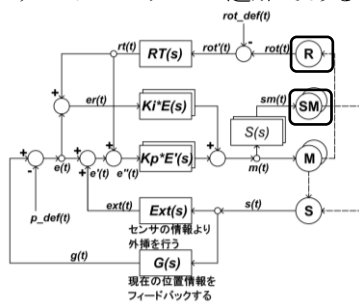 rot_def(t)
rt(t)
RT(s)
rot'(t)
rot(t)
R
er(t)
Ki*E(s)
sm(t)
SM
S(s)
Kp*E'(s)
M
e(t)
e'(t)
e''(t)
m(t)
p_def(t)
ext(t)
Ext(s)
s(t)
S
センサの情報より
外挿を行う
g(t)
G(s)
現在の位置情報を
フィードバックする